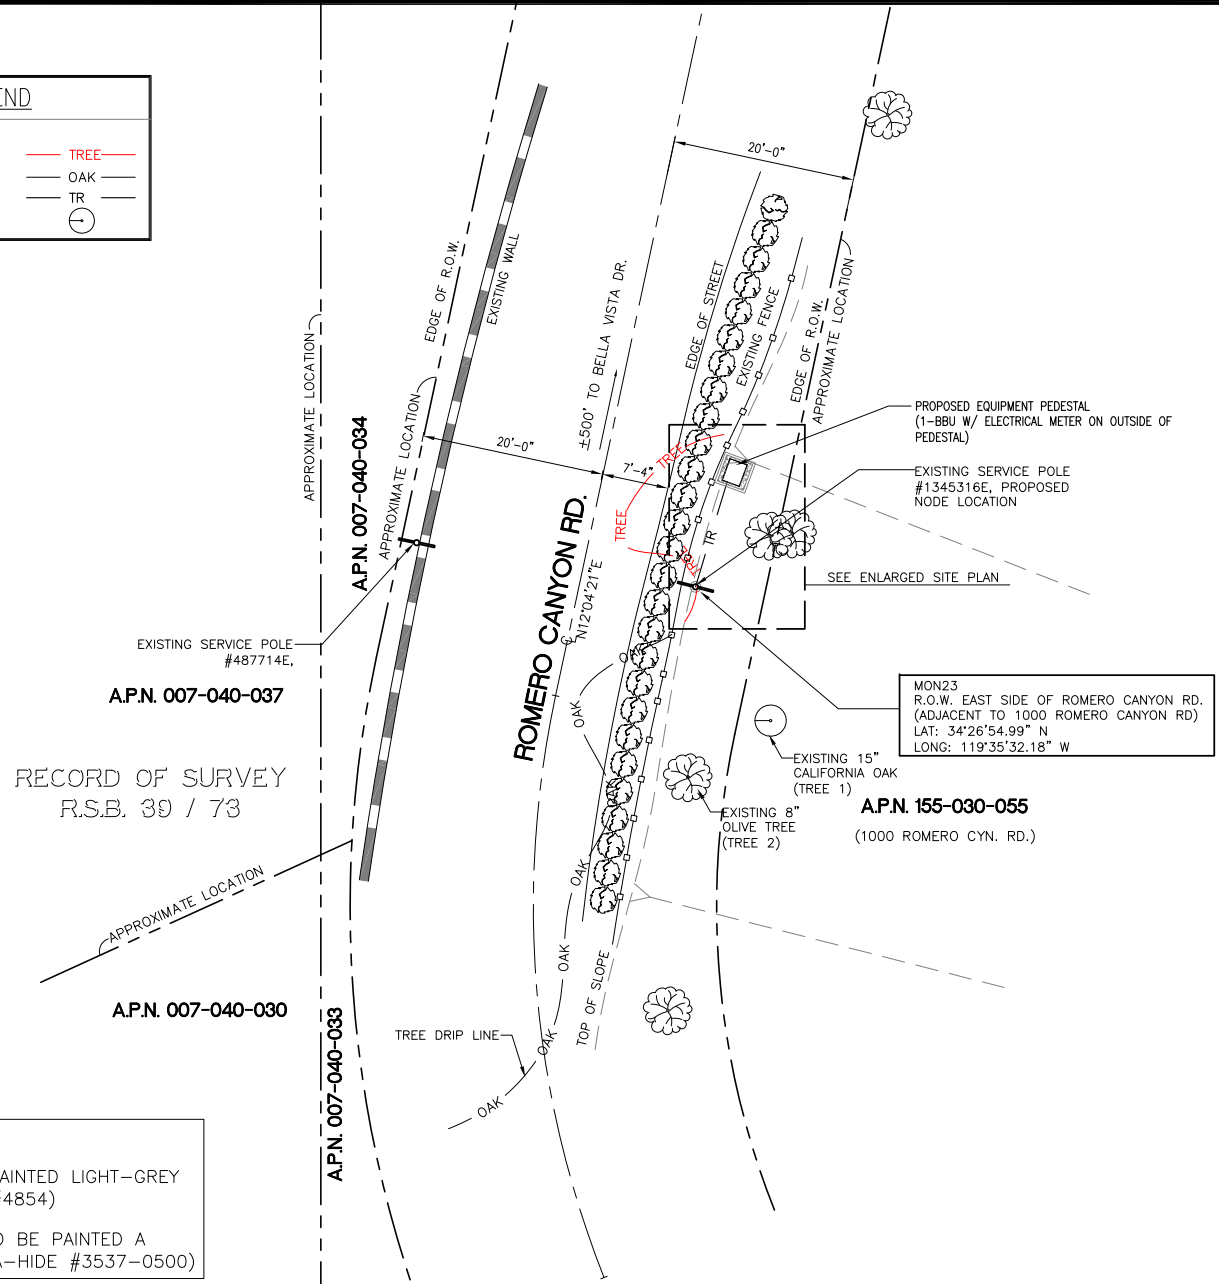 END
TREE
OAK
TR
20'-0"
EDGE OF R.O.W.
EXISTING WALL
±500' TO BELLA VISTA DR.
EDGE OF STREET
EXISTING FENCE
EDGE OF R.O.W.
APPROXIMATE LOCATION
APPROXIMATE LOCATION
A.P.N. 007-040-034
APPROXIMATE LOCATION
20'-0"
7'-4"
TREE
TREE
TREE
TR
PROPOSED EQUIPMENT PEDESTAL
(1-BBU W/ ELECTRICAL METER ON OUTSIDE OF
PEDESTAL)
EXISTING SERVICE POLE
#1345316E, PROPOSED
NODE LOCATION
SEE ENLARGED SITE PLAN
ROMERO CANYON RD.
N12°04'21"E
EXISTING SERVICE POLE
#487714E,
A.P.N. 007-040-037
RECORD OF SURVEY
R.S.B. 39 / 73
MON23
R.O.W. EAST SIDE OF ROMERO CANYON RD.
(ADJACENT TO 1000 ROMERO CANYON RD)
LAT: 34°26'54.99" N
LONG: 119°35'32.18" W
EXISTING 15"
CALIFORNIA OAK
(TREE 1)
A.P.N. 155-030-055
(1000 ROMERO CYN. RD.)
EXISTING 8"
OLIVE TREE
(TREE 2)
OAK
OAK
OAK
OAK
OAK
APPROXIMATE LOCATION
TOP OF SLOPE
A.P.N. 007-040-030
A.P.N. 007-040-033
TREE DRIP LINE
AINTED LIGHT-GREY
4854)
O BE PAINTED A
A-HIDE #3537-0500)